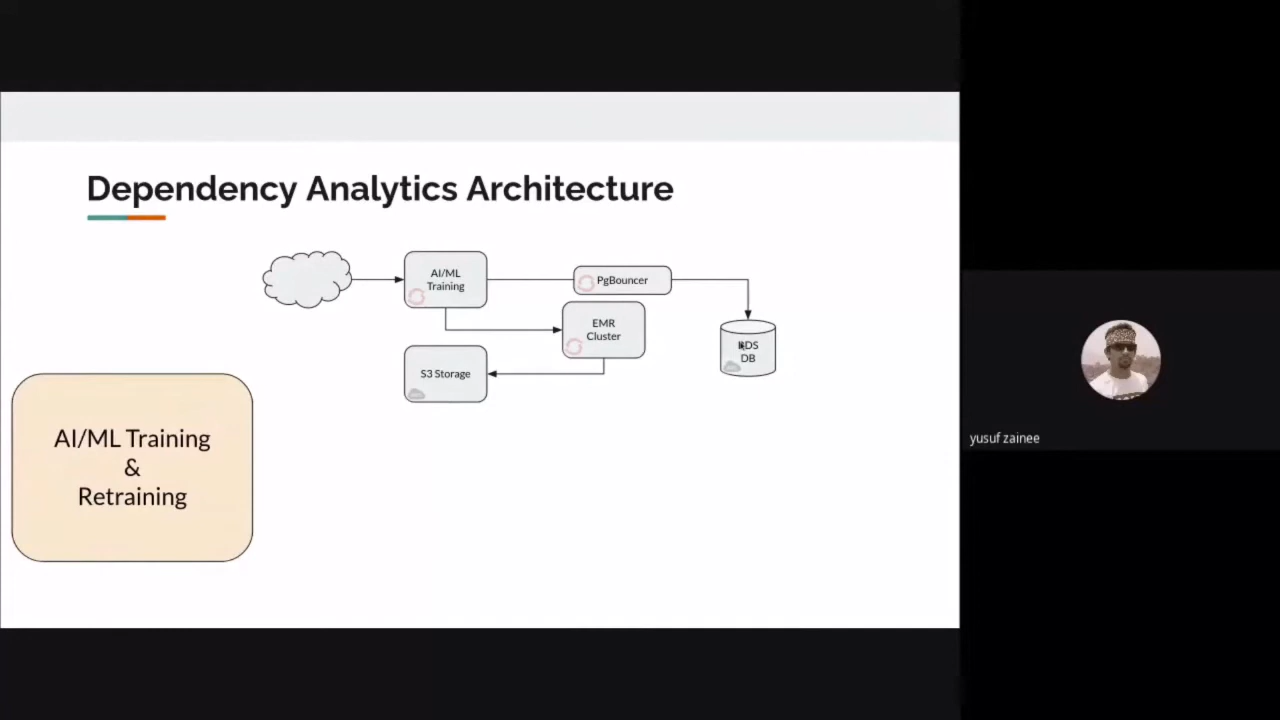 Dependency Analytics Architecture
AI/ML
Training
PgBouncer
EMR
Cluster
RDS
DB
S3 Storage
AI/ML Training
&
Retraining
yusuf zainee